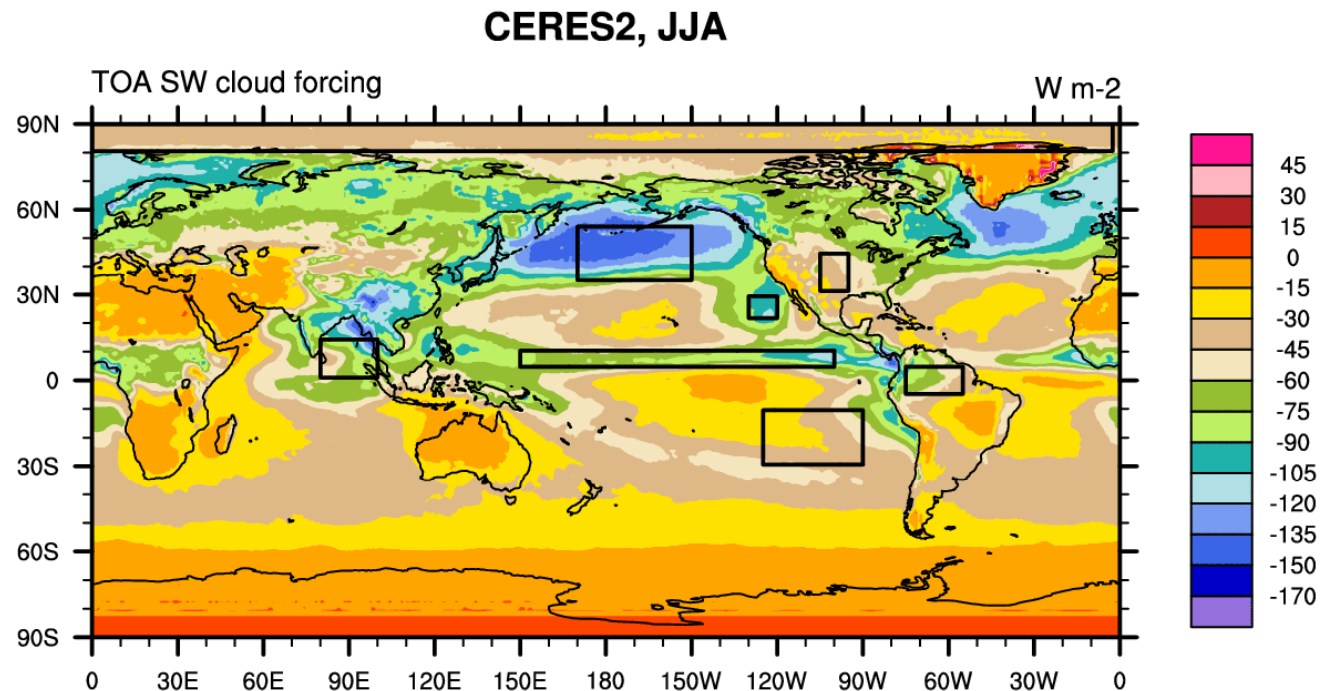 CERES2, JJA
TOA SW cloud forcing
W m-2
90N
60N
30N
0
30S
60S
90S
0
30E
60E
90E
120E
150E
180
150W
120W
90W
60W
30W
0
45
30
15
0
-15
-30
-45
-60
-75
-90
-105
-120
-135
-150
-170